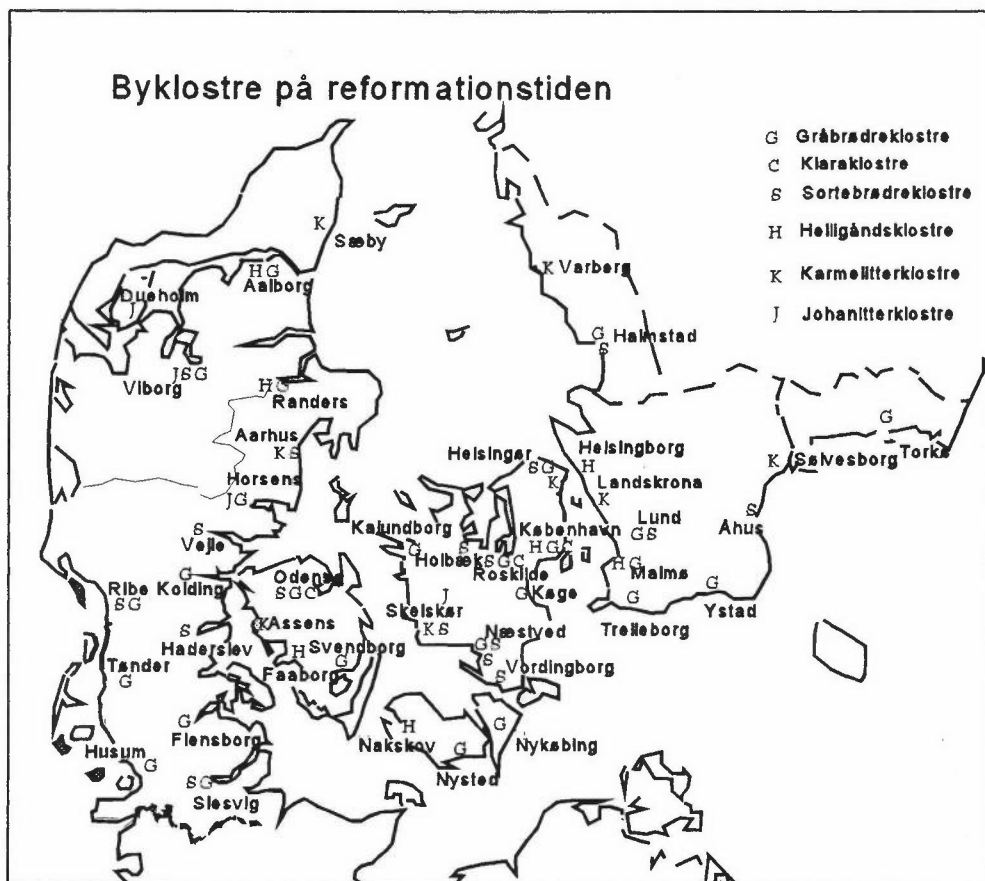 Byklostre på reformationstiden
G Gråbrødreklostre
C Klaraklostre
S Sortebrødreklostre
H Helligåndsklostre
K Karmelitterklostre
J Johanitterklostre
K
Sæby
H G
Aalborg
Dueholm
J
K Varberg
G
Halmstad
S
JSG
Viborg
H G
Randers
Aarhus
K S
Horsens
JG
S
Vejle
Helsingør
SG
K
Helsingborg
H
Landskrona
K
G
Torkø
K Sølvesborg
Lund
GS
Åhus
S
Kalundborg
G
S
Holbæk
SGC
Roskilde
København
HGC
HG
Malmø
G
Trelleborg
G
Ystad
G
Ribe Kolding
SG
Odense
SGC
J
Skelskør
K S
G Køge
K Assens
S
Haderslev
H
Faaborg
Svendborg
G
Næstved
GS
S
S Vordingborg
Tønder
G
G
Flensborg
H
Nakskov
G
Nysted
G
Nykøbing
Husum
G
SG
Slesvig